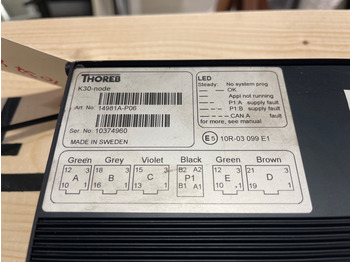 THOREB
K30-node
Art. No: 14981A-P06
Ser. No: 10374960
MADE IN SWEDEN
LED
Steady: No system prog
OK
Appl not running
P1:A supply fault
P1:B supply fault
CAN A fault
for more, see manual
E5 10R-03 099 E1
Green Grey Violet Black Green Brown
12 3 18 3 15 3 B2 A2 12 3 21 3
A B C P1 E D
10 1 16 1 13 1 B1 A1 10 1 19 1